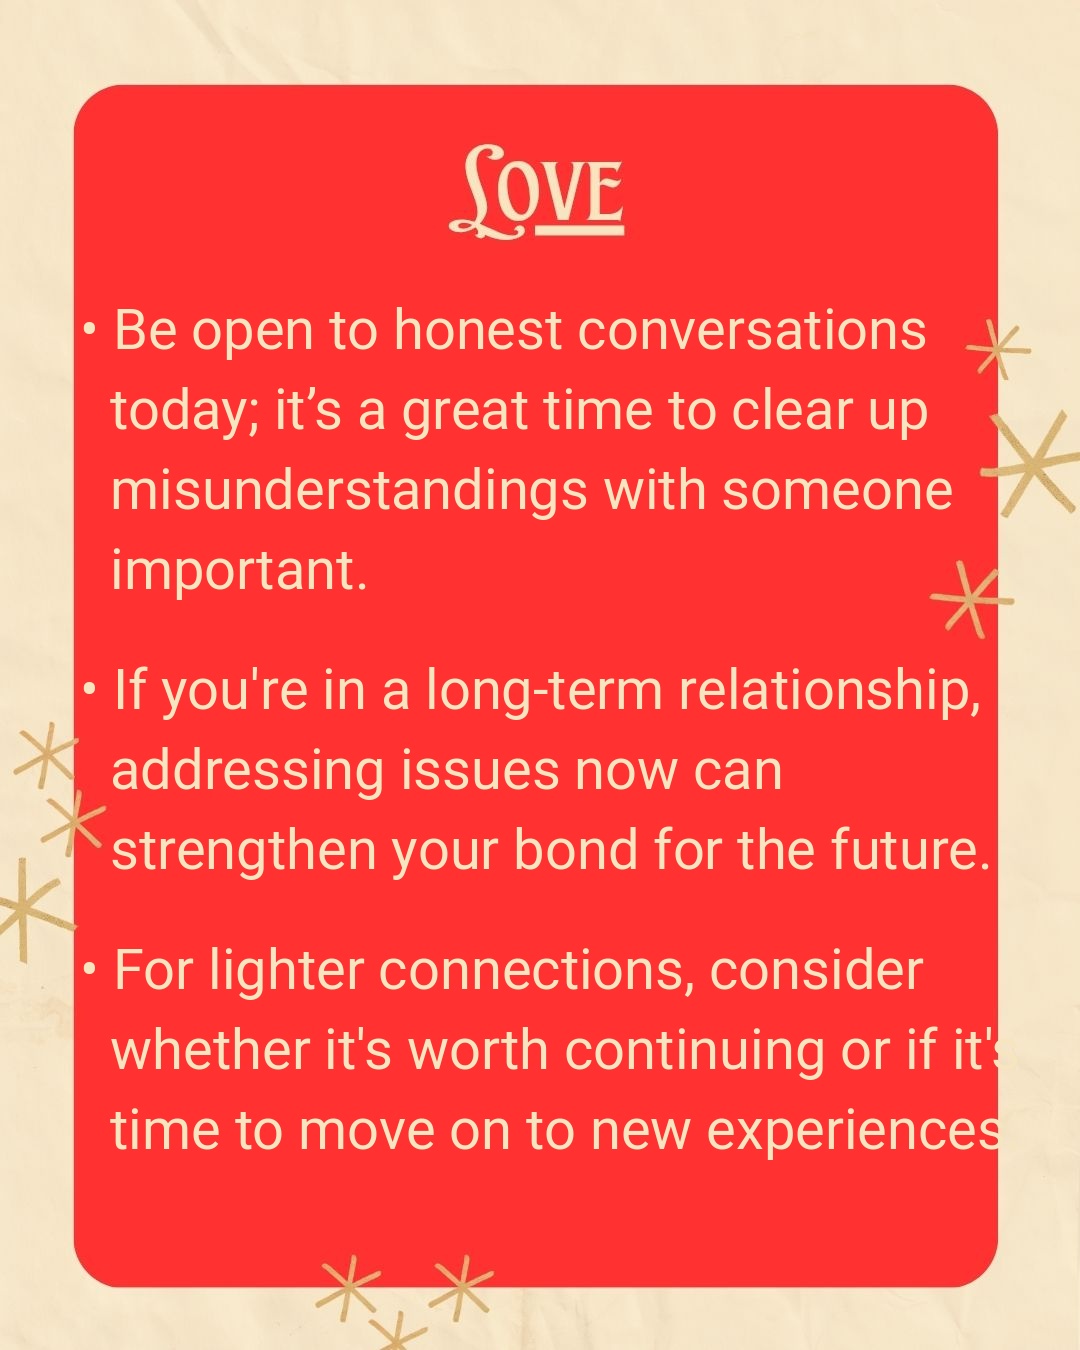 Love
• Be open to honest conversations
today; it’s a great time to clear up
misunderstandings with someone
important.
• If you're in a long-term relationship,
addressing issues now can
strengthen your bond for the future.
• For lighter connections, consider
whether it's worth continuing or if it's
time to move on to new experiences